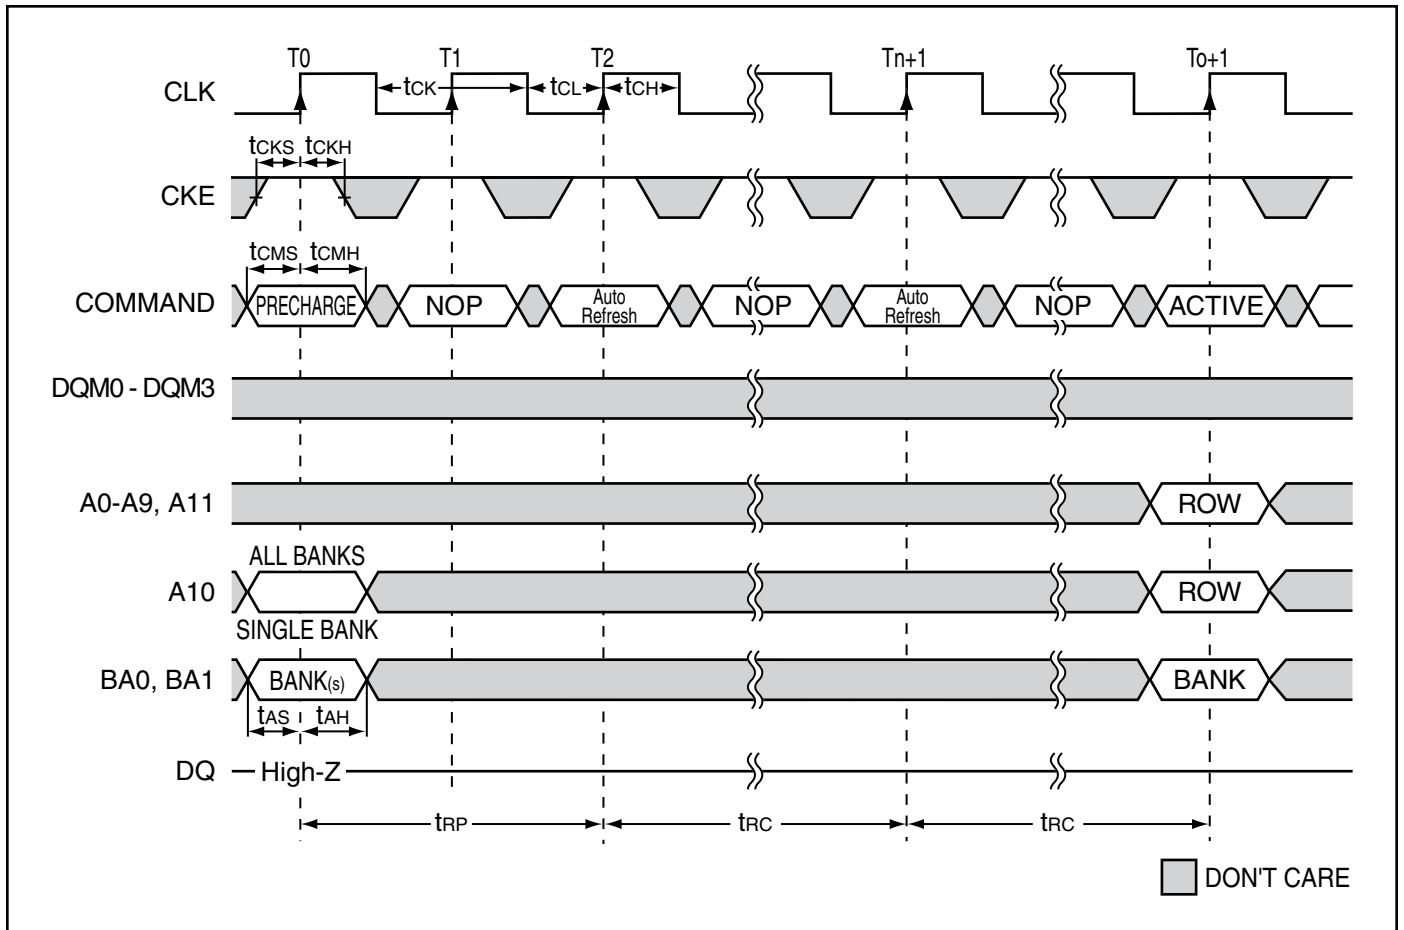 T0 T1 T2 Tn+1 To+1
CLK tCK tCL tCH
tCKS tCKH
CKE
tCMS tCMH
COMMAND PRECHARGE NOP Auto Refresh NOP Auto Refresh NOP ACTIVE
DQM0 - DQM3
A0-A9, A11 ROW
ALL BANKS
A10 ROW
SINGLE BANK
BA0, BA1 BANK(s) BANK
tAS tAH
DQ High-Z
tRP tRC tRC
DON'T CARE